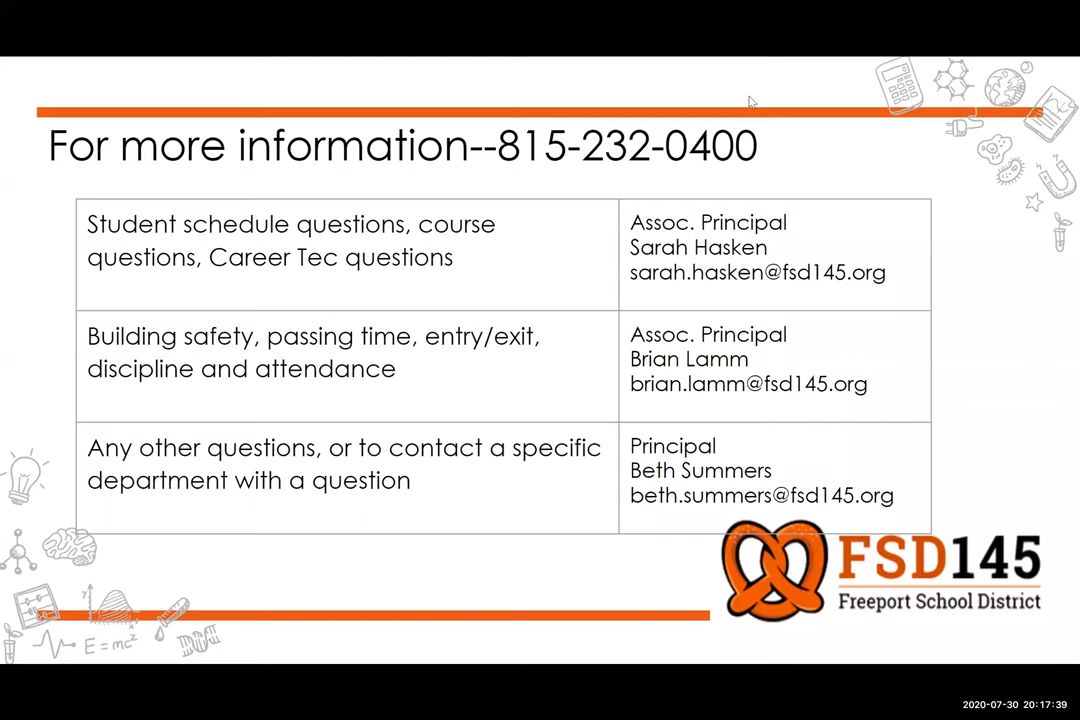 For more information--815-232-0400
Student schedule questions, course
questions, Career Tec questions
Assoc. Principal
Sarah Hasken
sarah.hasken@fsd145.org
Building safety, passing time, entry/exit,
discipline and attendance
Assoc. Principal
Brian Lamm
brian.lamm@fsd145.org
Any other questions, or to contact a specific
department with a question
Principal
Beth Summers
beth.summers@fsd145.org
FSD145
Freeport School District
y
x
E=mc²
2020-07-30 20:17:39